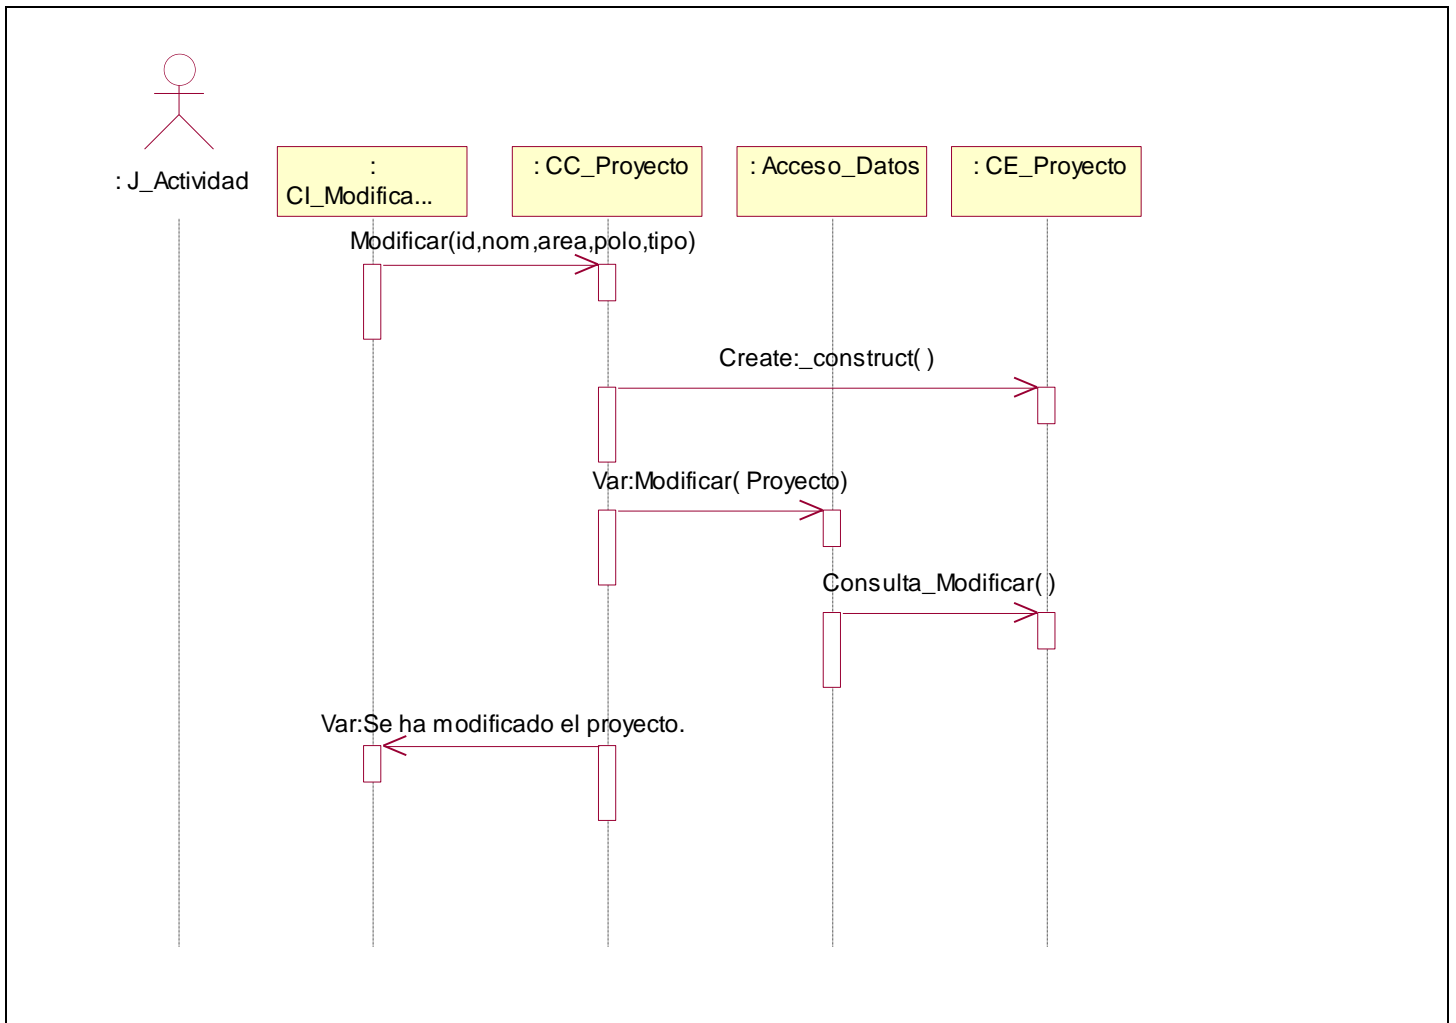 : J_Actividad
:
CI_Modifica...
: CC_Proyecto
: Acceso_Datos
: CE_Proyecto
Modificar(id,nom,area,polo,tipo)
Create:_construct( )
Var:Modificar( Proyecto)
Consulta_Modificar( )
Var:Se ha modificado el proyecto.